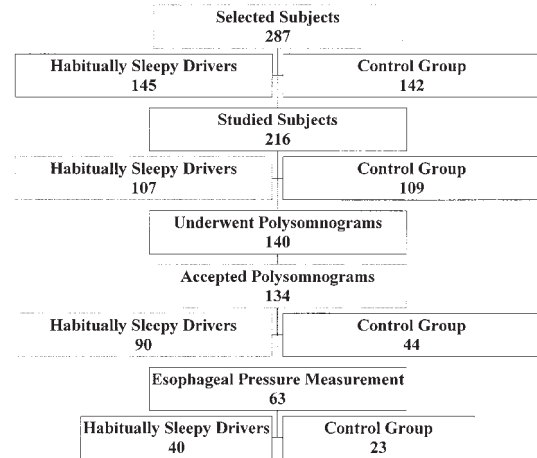 Selected Subjects
287
Habitually Sleepy Drivers
145
Control Group
142
Studied Subjects
216
Habitually Sleepy Drivers
107
Control Group
109
Underwent Polysomnograms
140
Accepted Polysomnograms
134
Habitually Sleepy Drivers
90
Control Group
44
Esophageal Pressure Measurement
63
Habitually Sleepy Drivers
40
Control Group
23